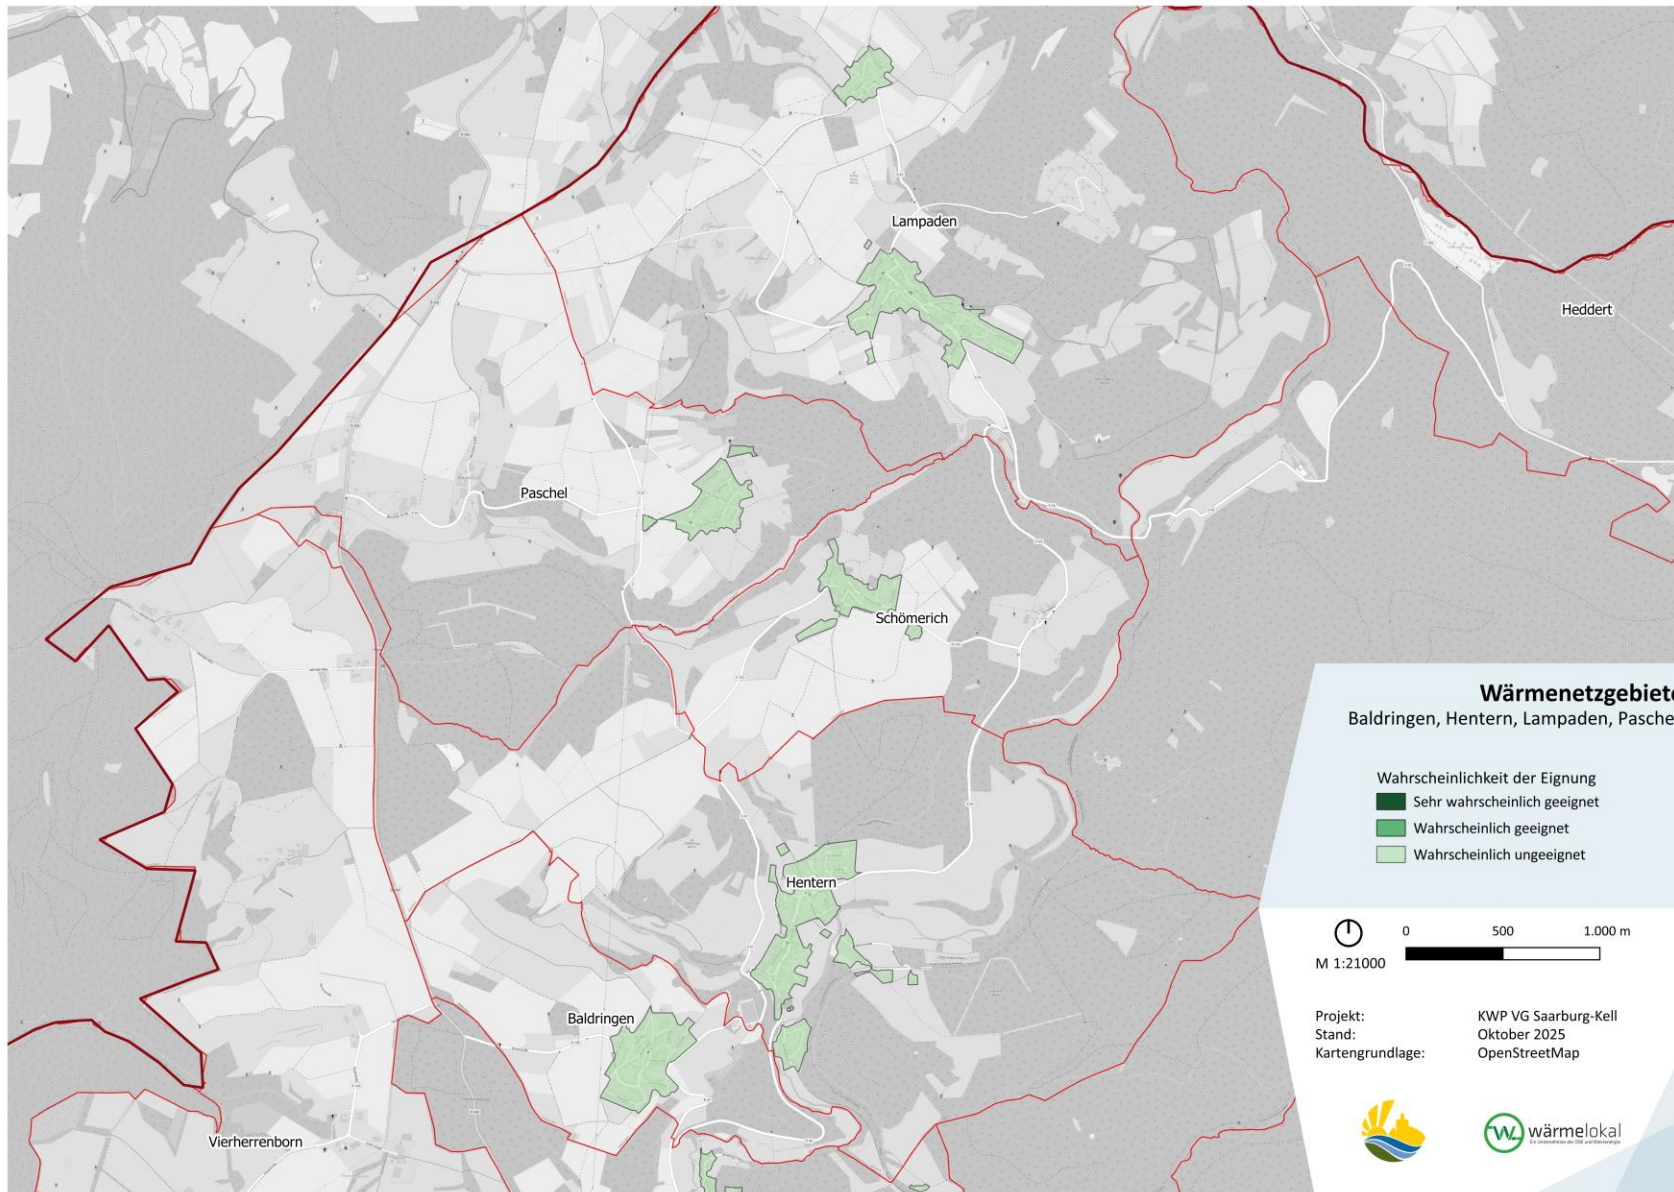 Lampaden
Heddert
Paschel
Schömerich
Hentern
Baldringen
Vierherrenborn
Wärmenetzgebiete
Baldringen, Hentern, Lampaden, Pasche
Wahrscheinlichkeit der Eignung
Sehr wahrscheinlich geeignet
Wahrscheinlich geeignet
Wahrscheinlich ungeeignet
0 500 1.000 m
M 1:21000
Projekt: KWP VG Saarburg-Kell
Stand: Oktober 2025
Kartengrundlage: OpenStreetMap
wärmelokal